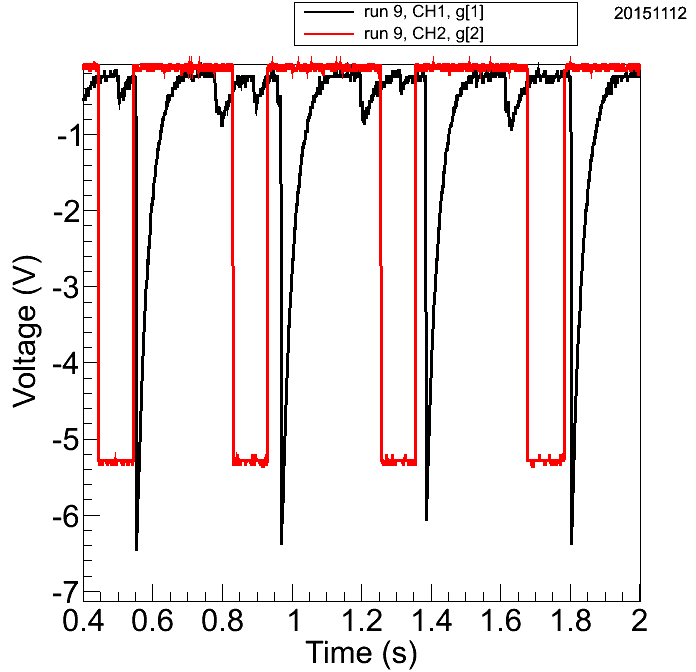 run 9, CH1, g[1]
run 9, CH2, g[2]
20151112
-1
-2
-3
-4
-5
-6
-7
Voltage (V)
0.4 0.6 0.8 1 1.2 1.4 1.6 1.8 2
Time (s)